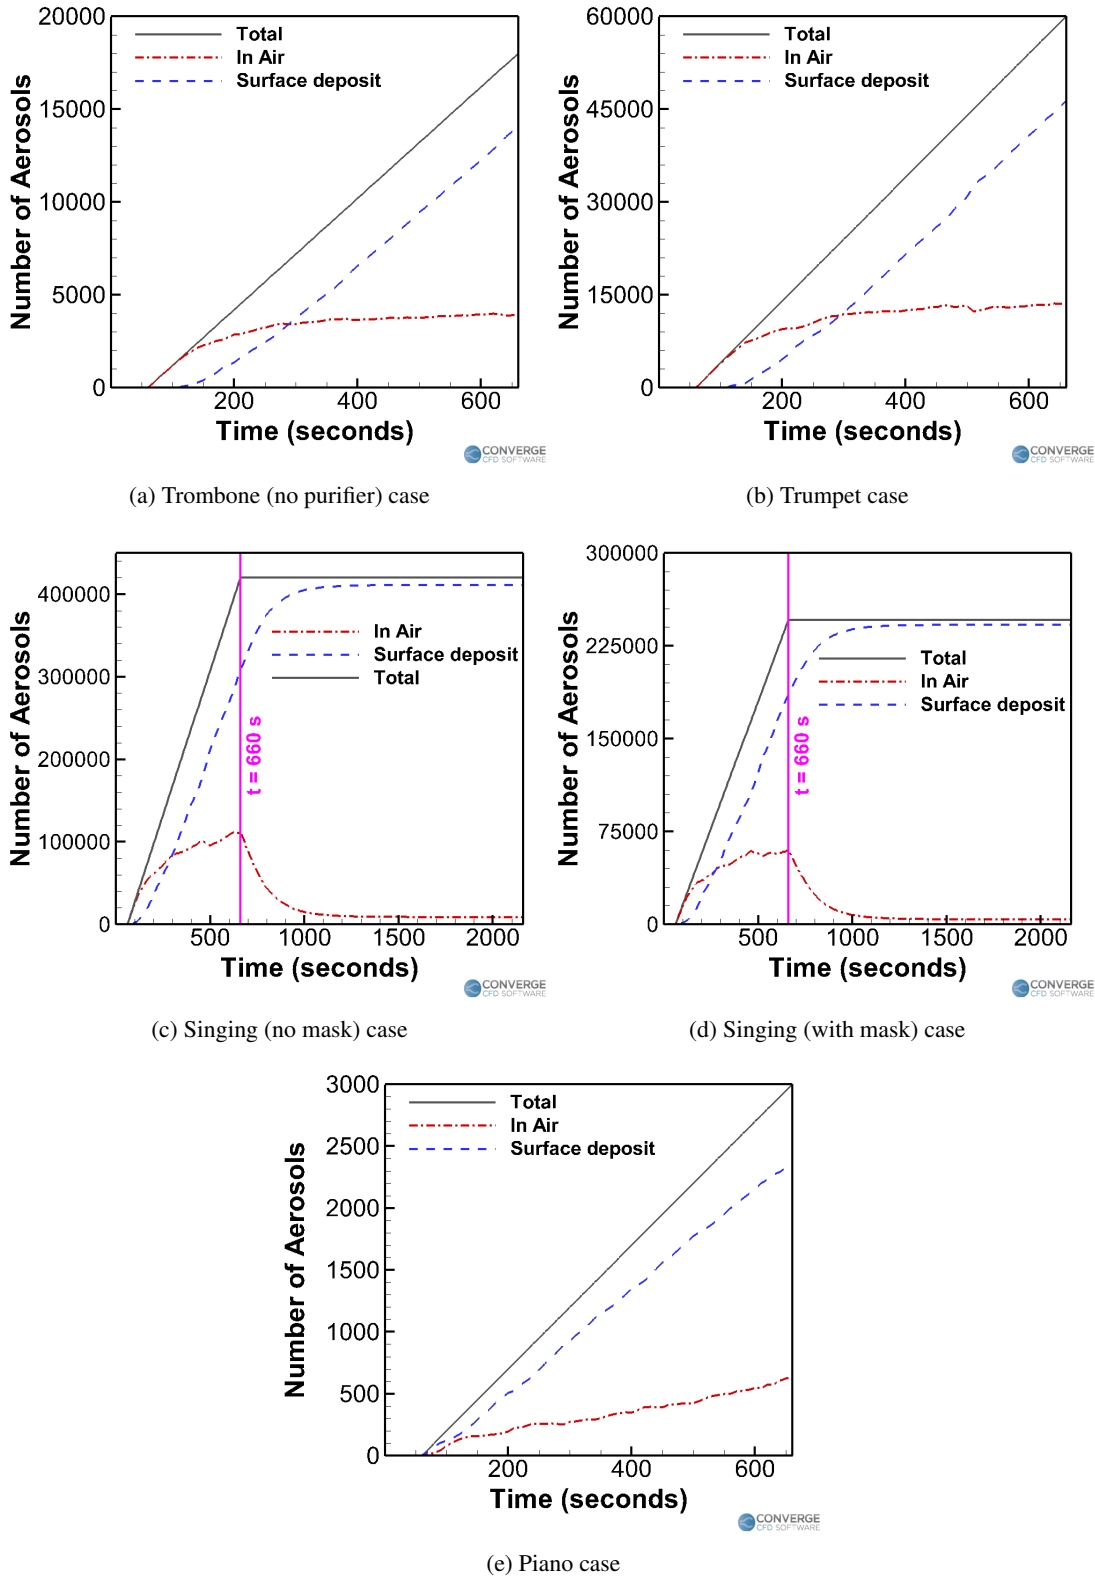 20000
15000
10000
5000
0
Number of Aerosols
Total
In Air
Surface deposit
200 400 600
Time (seconds)
CONVERGE
CFD SOFTWARE
(a) Trombone (no purifier) case
60000
45000
30000
15000
0
Number of Aerosols
Total
In Air
Surface deposit
200 400 600
Time (seconds)
CONVERGE
CFD SOFTWARE
(b) Trumpet case
400000
300000
200000
100000
0
Number of Aerosols
In Air
Surface deposit
Total
t = 660 s
500 1000 1500 2000
Time (seconds)
CONVERGE
CFD SOFTWARE
(c) Singing (no mask) case
300000
225000
150000
75000
0
Number of Aerosols
Total
In Air
Surface deposit
t = 660 s
500 1000 1500 2000
Time (seconds)
CONVERGE
CFD SOFTWARE
(d) Singing (with mask) case
3000
2500
2000
1500
1000
500
0
Number of Aerosols
Total
In Air
Surface deposit
200 400 600
Time (seconds)
CONVERGE
CFD SOFTWARE
(e) Piano case